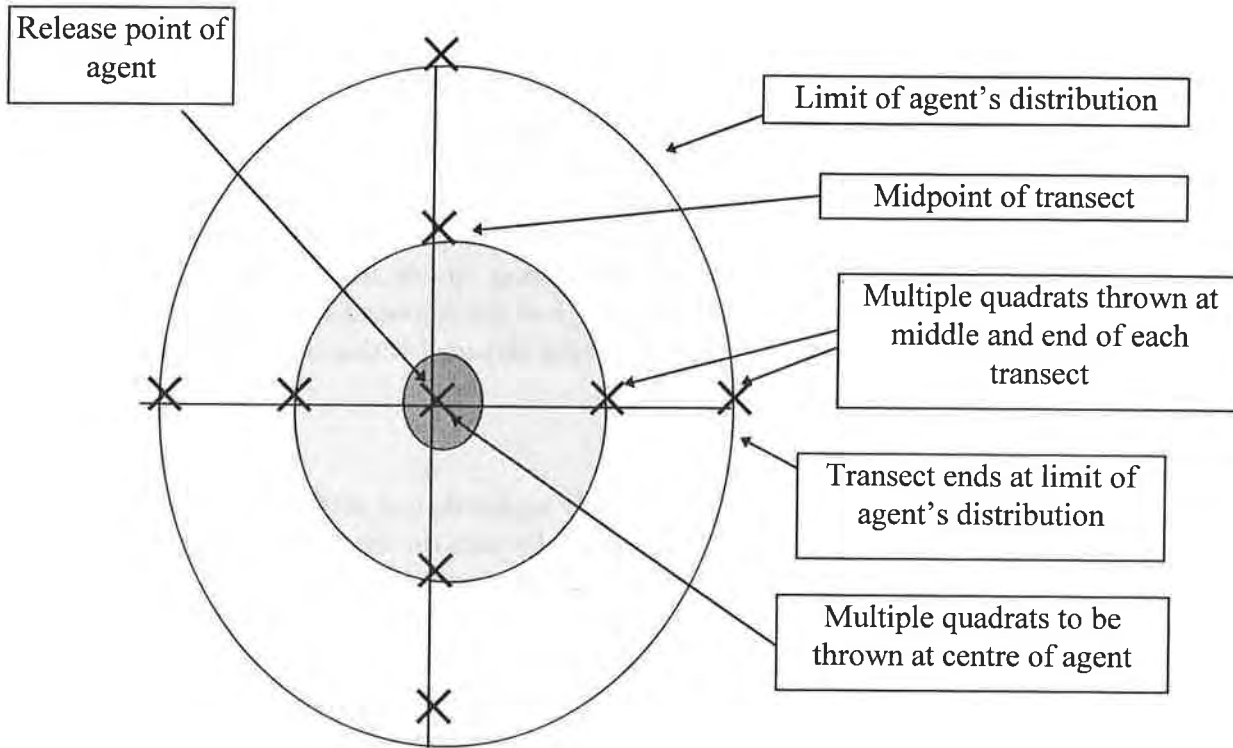 Release point of
agent
Limit of agent's distribution
Midpoint of transect
Multiple quadrats thrown at
middle and end of each
transect
Transect ends at limit of
agent's distribution
Multiple quadrats to be
thrown at centre of agent